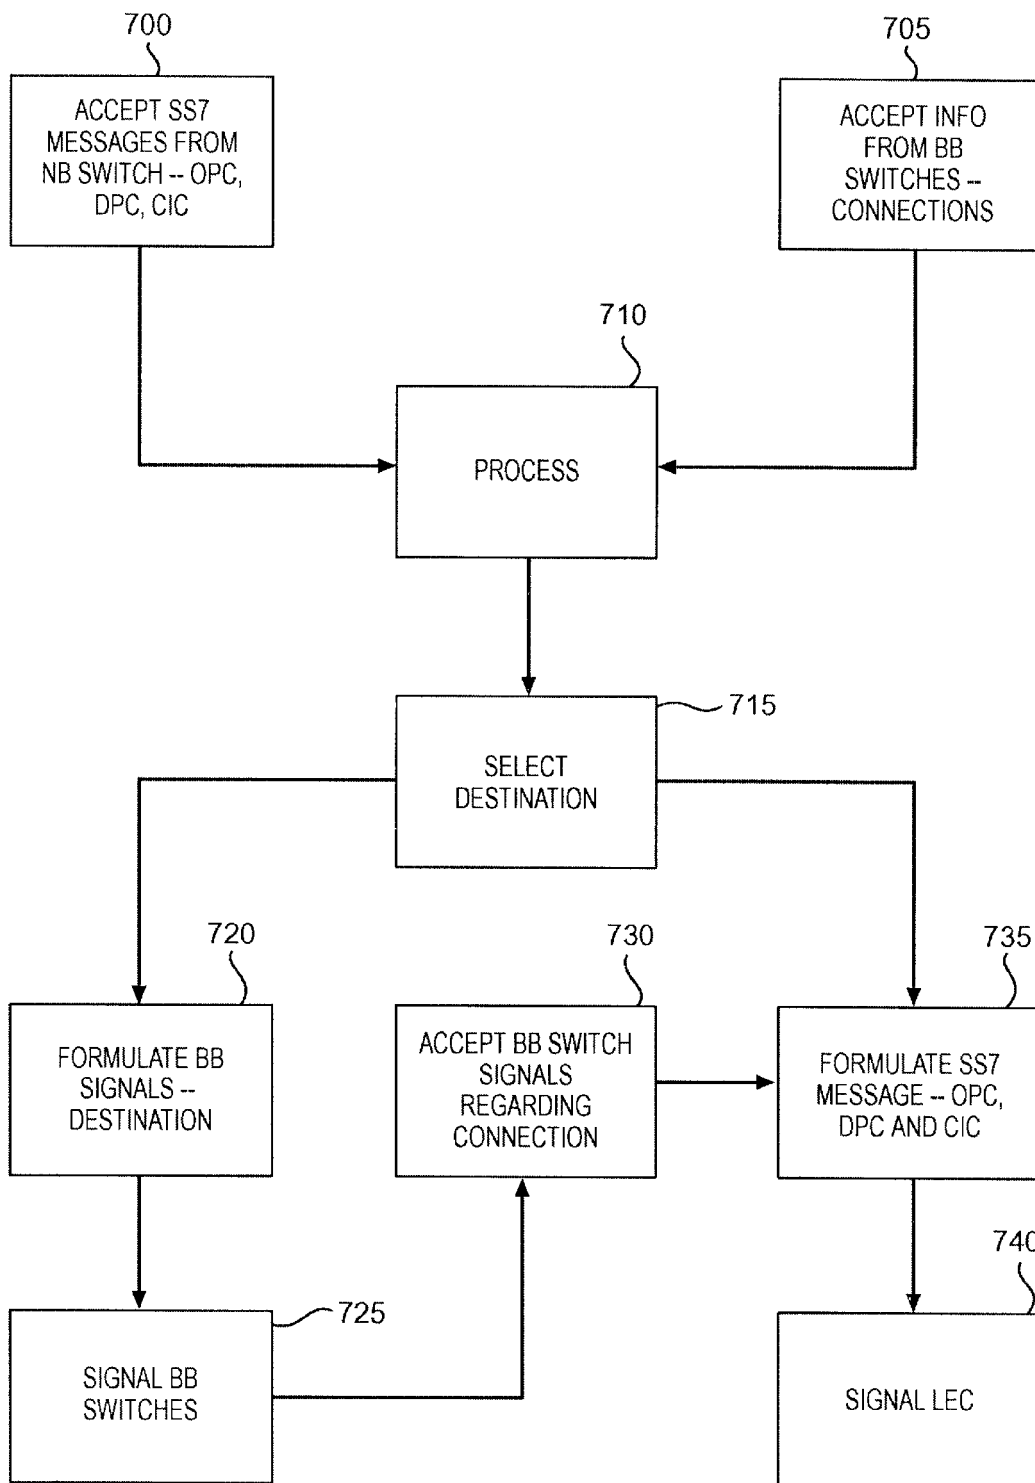 700
ACCEPT SS7
MESSAGES FROM
NB SWITCH -- OPC,
DPC, CIC
705
ACCEPT INFO
FROM BB
SWITCHES --
CONNECTIONS
710
PROCESS
715
SELECT
DESTINATION
720
FORMULATE BB
SIGNALS --
DESTINATION
730
ACCEPT BB SWITCH
SIGNALS
REGARDING
CONNECTION
735
FORMULATE SS7
MESSAGE -- OPC,
DPC AND CIC
725
SIGNAL BB
SWITCHES
740
SIGNAL LEC